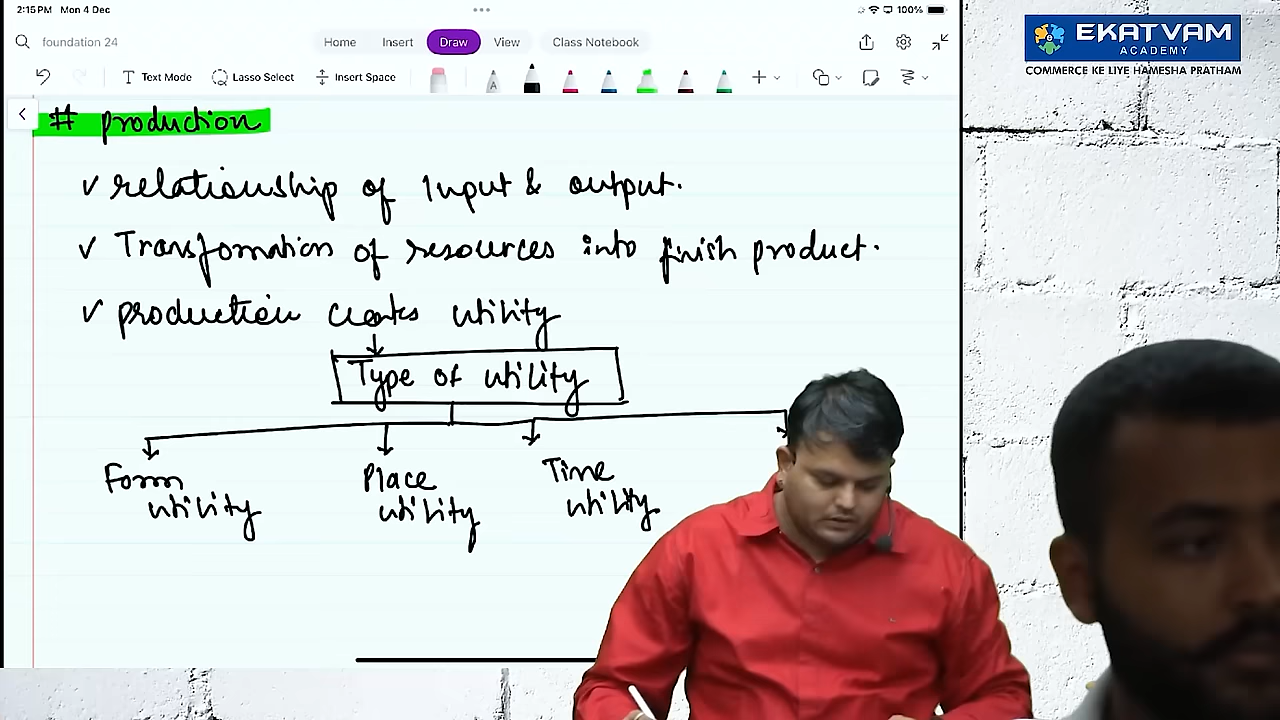 2:15 PM Mon 4 Dec
100%
foundation 24
Home Insert Draw View Class Notebook
Text Mode Lasso Select Insert Space
# production
✓ relationship of Input & output.
✓ Transformation of resources into finish product.
✓ production creates utility
Type of utility
Form utility
Place utility
Time utility
EKATVAM
ACADEMY
COMMERCE KE LIYE HAMESHA PRATHAM